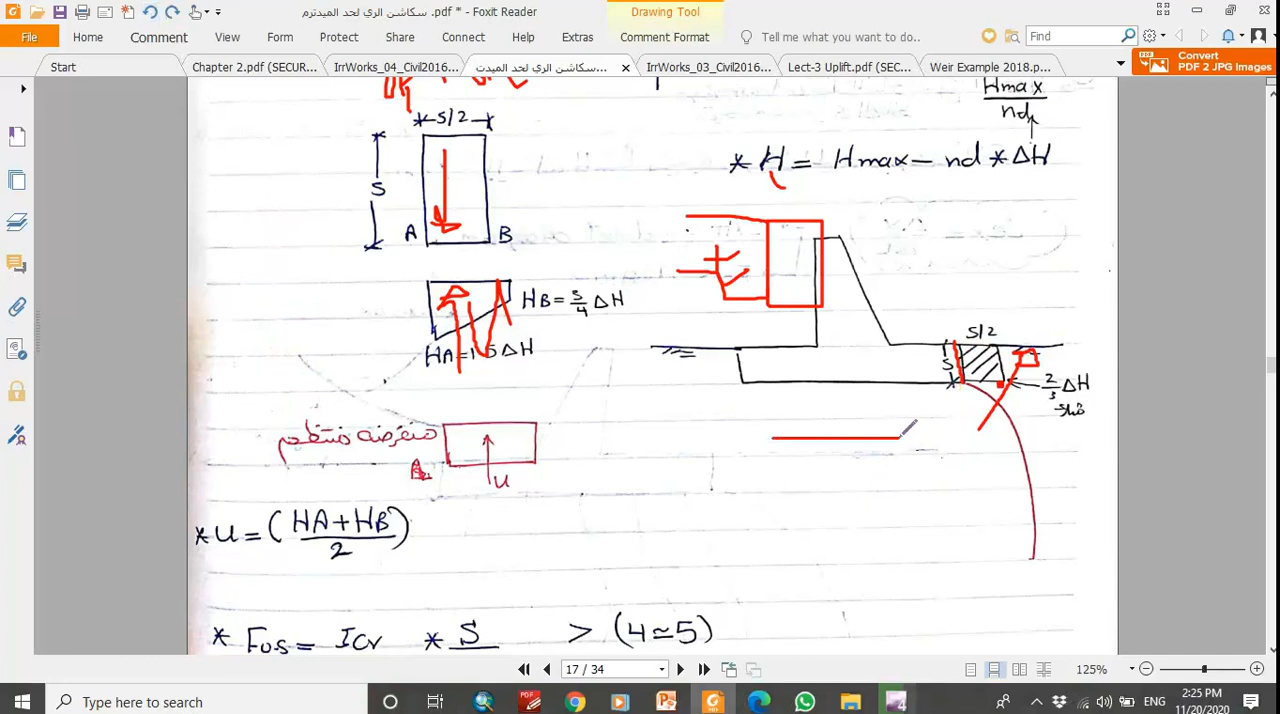 سكاشن الري لحد الميدترم.pdf * - Foxit Reader
Drawing Tool
File
Home
Comment
View
Form
Protect
Share
Connect
Help
Extras
Comment Format
Tell me what you want to do...
Find
Start
Chapter 2.pdf (SECUR...
IrrWorks_04_Civil2016...
سكاشن الري لحد الميدت...
IrrWorks_03_Civil2016...
Lect-3 Uplift.pdf (SEC...
Weir Example 2018.p...
Convert
PDF 2 JPG Images
Hmax
nd
* H = Hmax - nd * ΔH
S/2
S
A
B
HB = 3/4 ΔH
HA = 1.5 ΔH
S/2
S
2/3 ΔH
منفرضه منتظم
A
U
* U = (HA + HB / 2)
* Fos = Icr * S > (4 ≃ 5)
17 / 34
125%
Type here to search
ENG
2:25 PM
11/20/2020